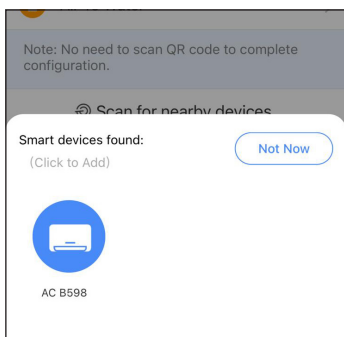 Note: No need to scan QR code to complete
configuration.
Scan for nearby devices
Smart devices found:
Not Now
(Click to Add)
AC B598